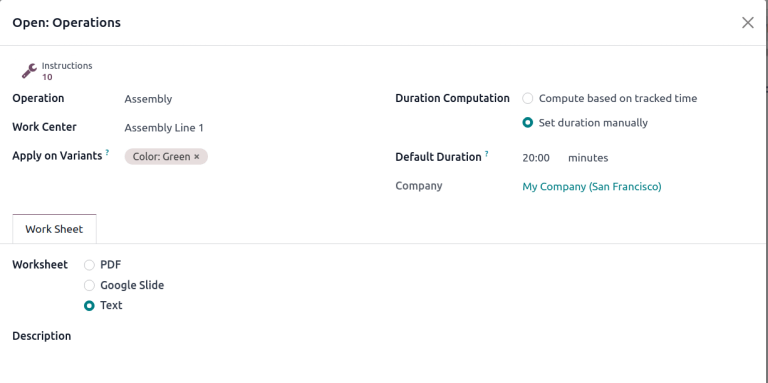 Open: Operations
Instructions
10
Operation Assembly
Work Center Assembly Line 1
Apply on Variants ? Color: Green ×
Duration Computation Compute based on tracked time
Set duration manually
Default Duration ? 20:00 minutes
Company My Company (San Francisco)
Work Sheet
Worksheet PDF
Google Slide
Text
Description